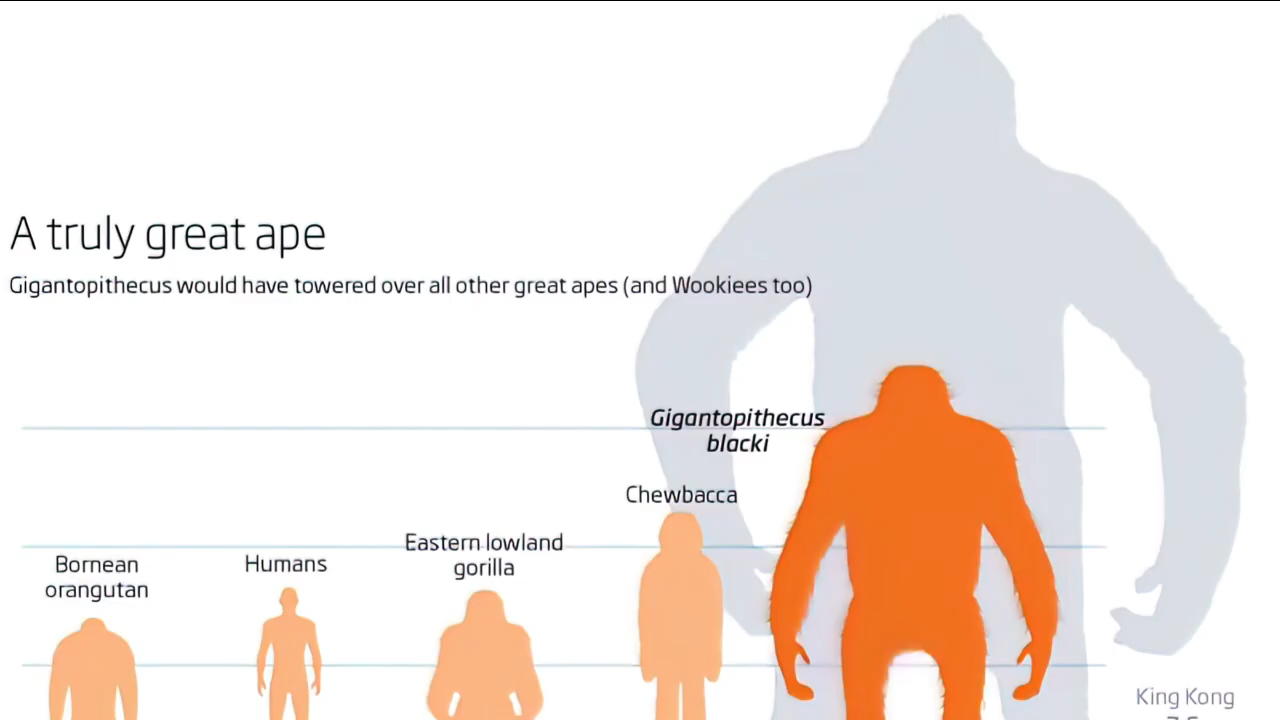 A truly great ape
Gigantopithecus would have towered over all other great apes (and Wookiees too)
Gigantopithecus
blacki
Chewbacca
Eastern lowland
gorilla
Bornean
orangutan
Humans
King Kong